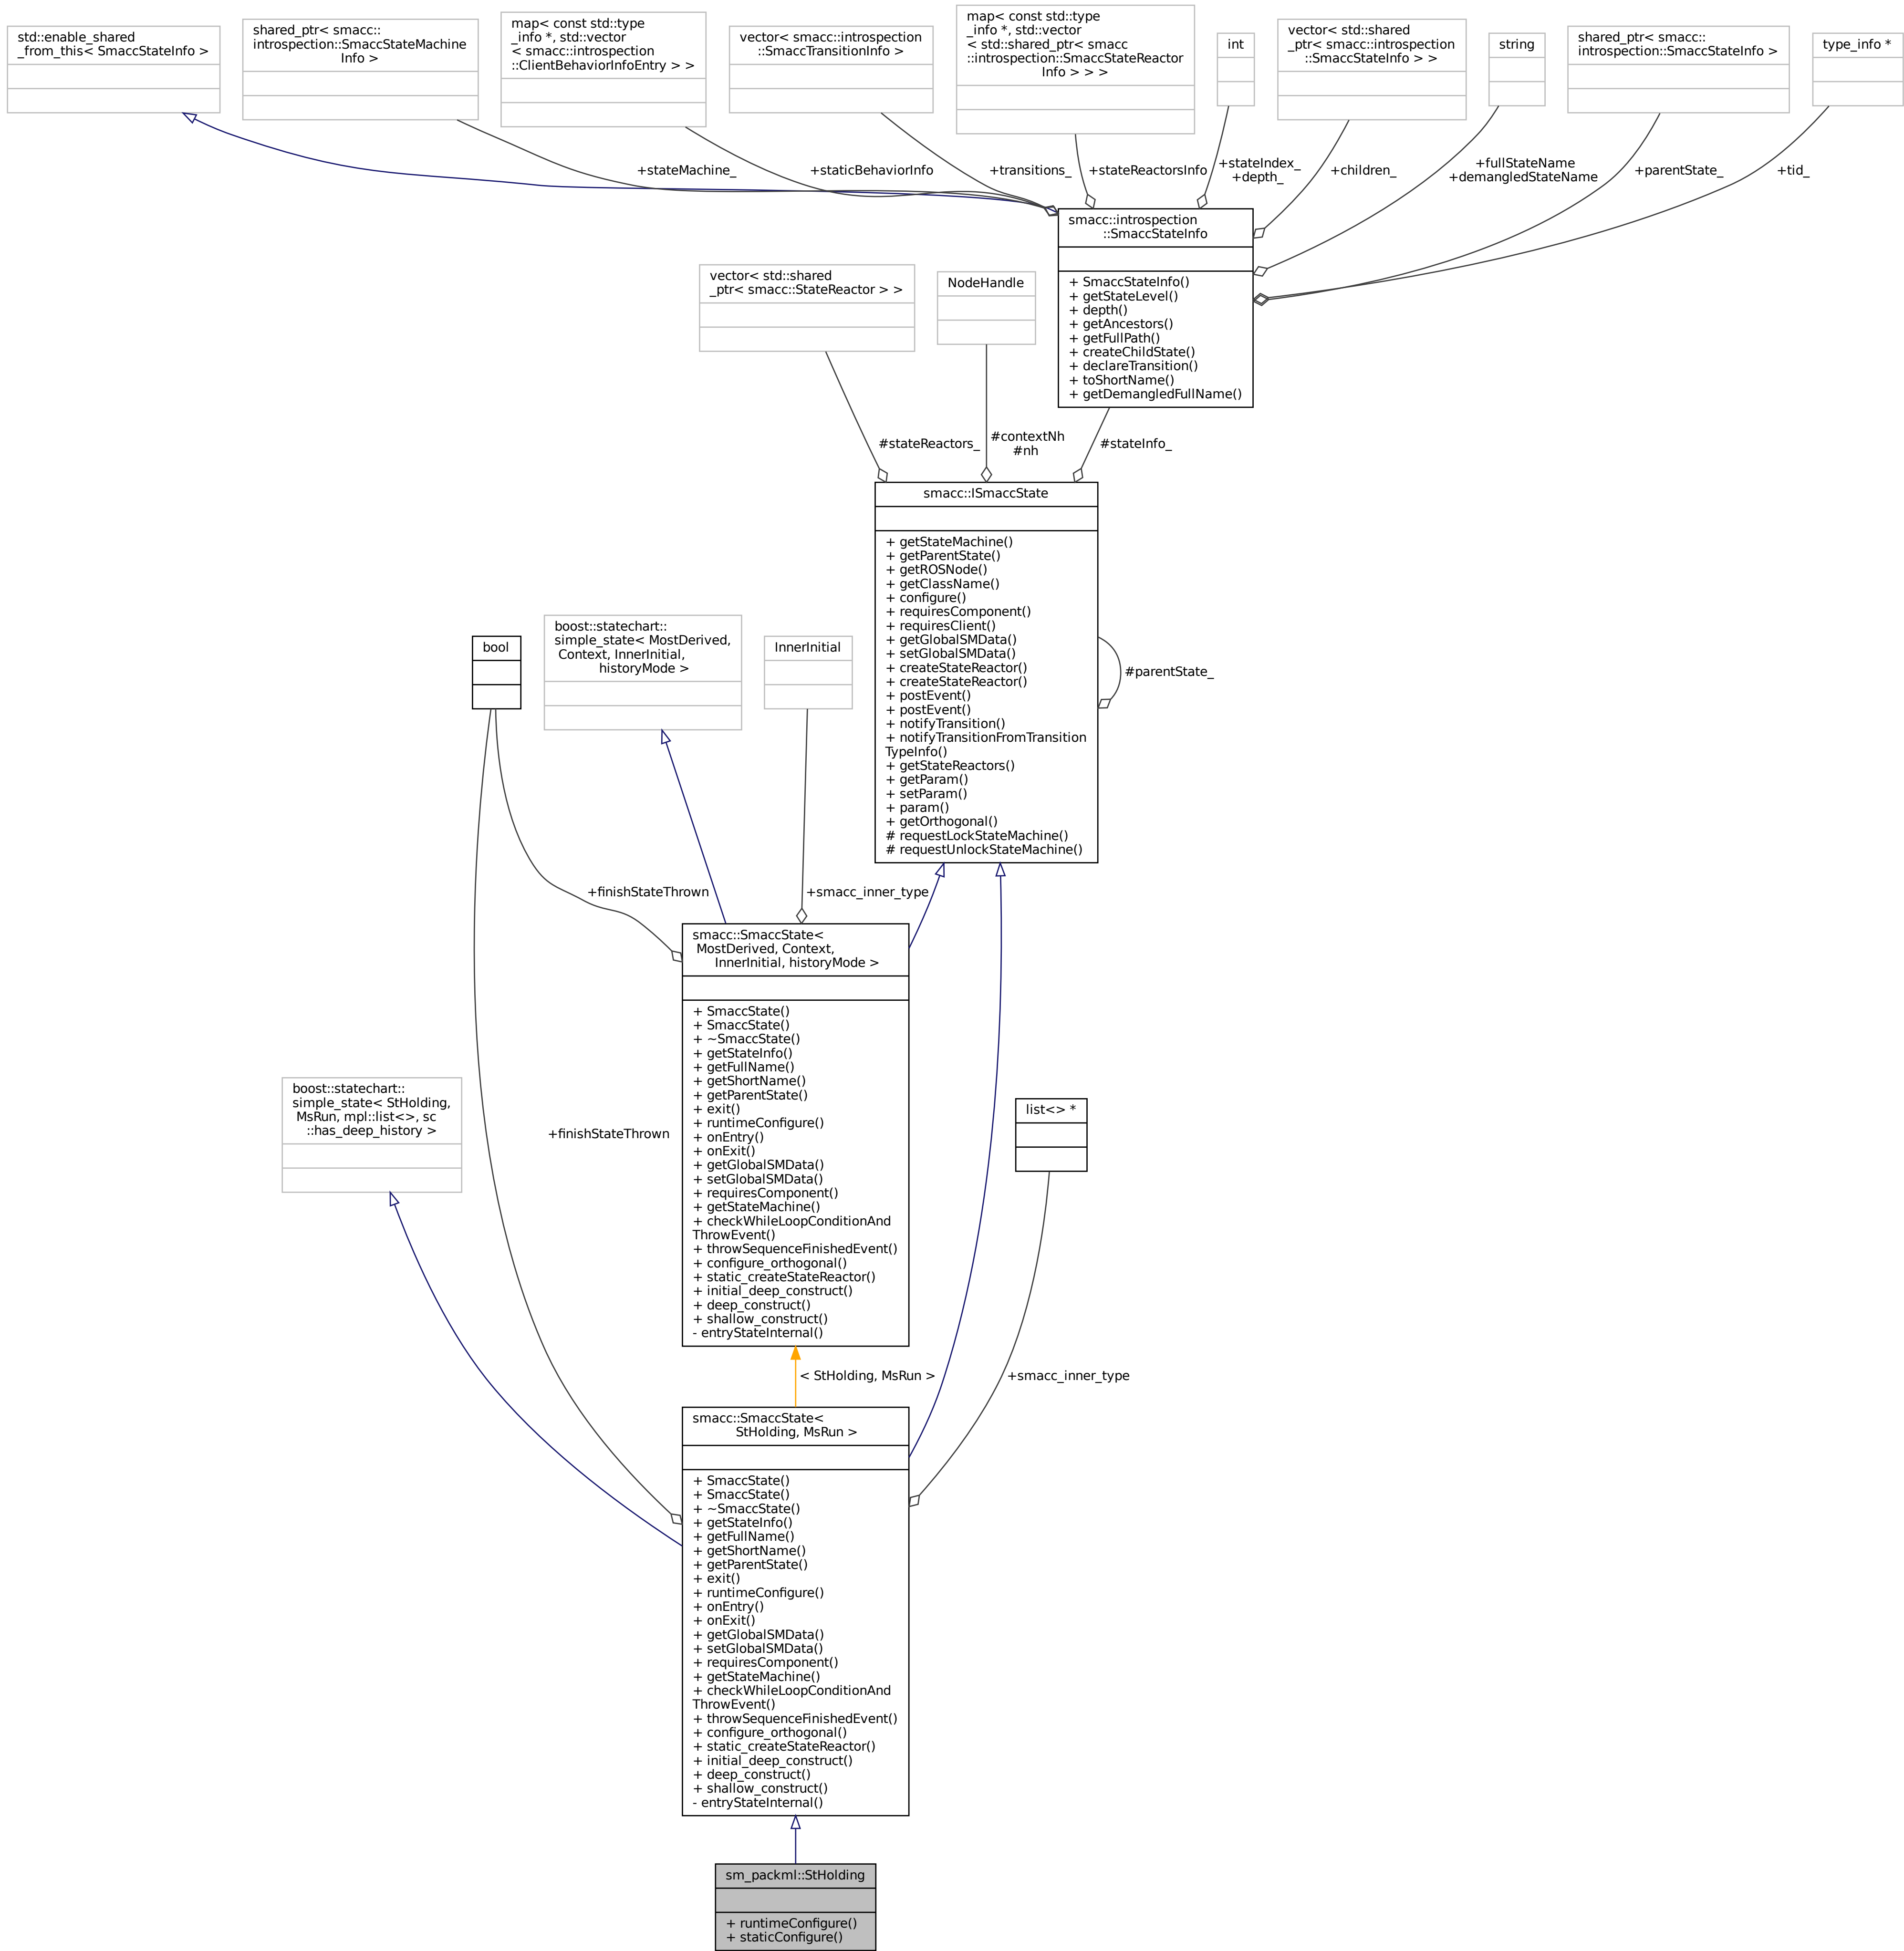 std::enable_shared
_from_this< SmaccStateInfo >
shared_ptr< smacc::
introspection::SmaccStateMachine
Info >
map< const std::type
_info *, std::vector
< smacc::introspection
::ClientBehaviorInfoEntry > >
vector< smacc::introspection
::SmaccTransitionInfo >
map< const std::type
_info *, std::vector
< std::shared_ptr< smacc
::introspection::SmaccStateReactor
Info > > >
int
vector< std::shared
_ptr< smacc::introspection
::SmaccStateInfo > >
string
shared_ptr< smacc::
introspection::SmaccStateInfo >
type_info *
+stateMachine_
+staticBehaviorInfo
+transitions_
+stateReactorsInfo
+stateIndex_
+depth_
+children_
+fullStateName
+demangledStateName
+parentState_
+tid_
smacc::introspection
::SmaccStateInfo
+ SmaccStateInfo()
+ getStateLevel()
+ depth()
+ getAncestors()
+ getFullPath()
+ createChildState()
+ declareTransition()
+ toShortName()
+ getDemangledFullName()
vector< std::shared
_ptr< smacc::StateReactor > >
NodeHandle
#stateReactors_
#contextNh
#nh
#stateInfo_
smacc::ISmaccState
+ getStateMachine()
+ getParentState()
+ getROSNode()
+ getClassName()
+ configure()
+ requiresComponent()
+ requiresClient()
+ getGlobalSMData()
+ setGlobalSMData()
+ createStateReactor()
+ createStateReactor()
+ postEvent()
+ postEvent()
+ notifyTransition()
+ notifyTransitionFromTransition
TypeInfo()
+ getStateReactors()
+ getParam()
+ setParam()
+ param()
+ getOrthogonal()
# requestLockStateMachine()
# requestUnlockStateMachine()
#parentState_
bool
boost::statechart::
simple_state< MostDerived,
Context, InnerInitial,
historyMode >
InnerInitial
+finishStateThrown
+smacc_inner_type
smacc::SmaccState<
MostDerived, Context,
InnerInitial, historyMode >
+ SmaccState()
+ SmaccState()
+ ~SmaccState()
+ getStateInfo()
+ getFullName()
+ getShortName()
+ getParentState()
+ exit()
+ runtimeConfigure()
+ onEntry()
+ onExit()
+ getGlobalSMData()
+ setGlobalSMData()
+ requiresComponent()
+ getStateMachine()
+ checkWhileLoopConditionAnd
ThrowEvent()
+ throwSequenceFinishedEvent()
+ configure_orthogonal()
+ static_createStateReactor()
+ initial_deep_construct()
+ deep_construct()
+ shallow_construct()
- entryStateInternal()
boost::statechart::
simple_state< StHolding,
MsRun, mpl::list<>, sc
::has_deep_history >
+finishStateThrown
list<> *
< StHolding, MsRun >
+smacc_inner_type
smacc::SmaccState<
StHolding, MsRun >
+ SmaccState()
+ SmaccState()
+ ~SmaccState()
+ getStateInfo()
+ getFullName()
+ getShortName()
+ getParentState()
+ exit()
+ runtimeConfigure()
+ onEntry()
+ onExit()
+ getGlobalSMData()
+ setGlobalSMData()
+ requiresComponent()
+ getStateMachine()
+ checkWhileLoopConditionAnd
ThrowEvent()
+ throwSequenceFinishedEvent()
+ configure_orthogonal()
+ static_createStateReactor()
+ initial_deep_construct()
+ deep_construct()
+ shallow_construct()
- entryStateInternal()
sm_packml::StHolding
+ runtimeConfigure()
+ staticConfigure()